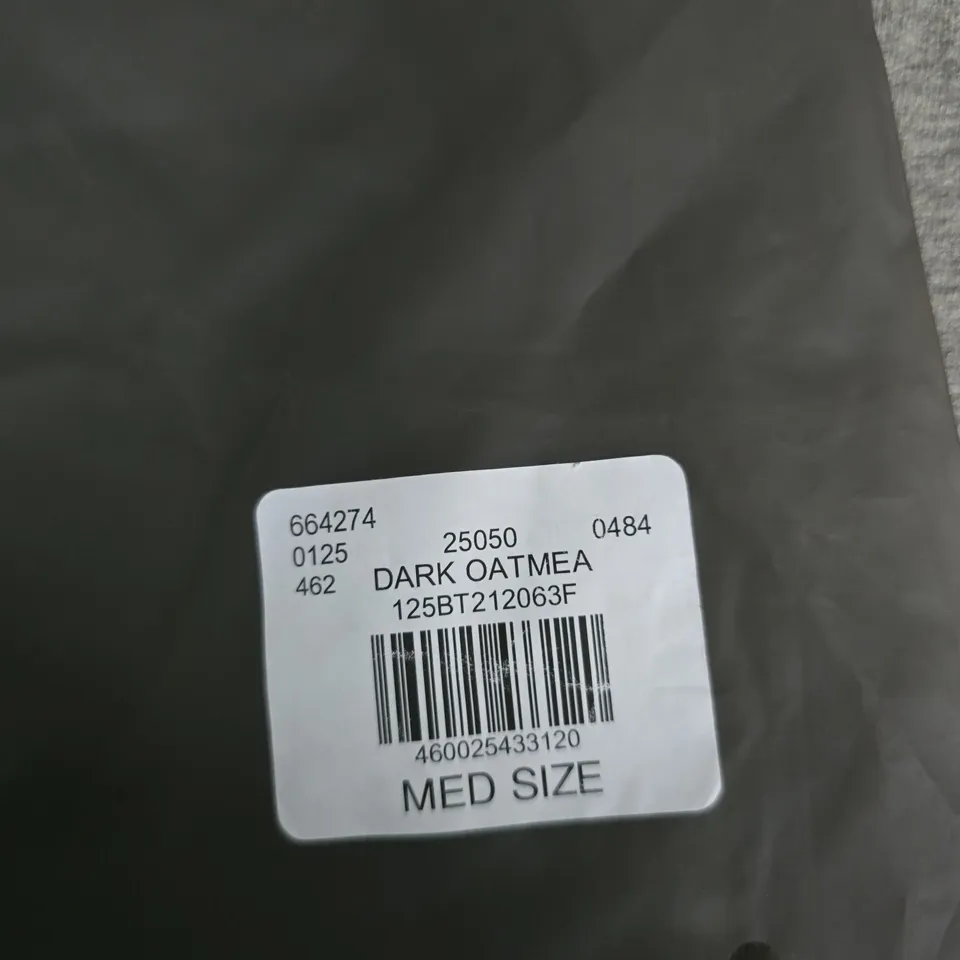 664274
0125 25050 0484
462 DARK OATMEA
125BT212063F
460025433120
MED SIZE